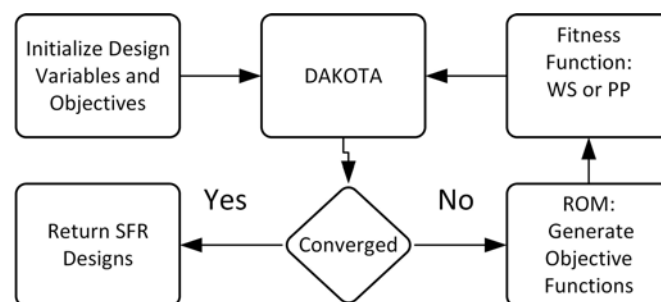 Initialize Design
Variables and
Objectives
DAKOTA
Fitness
Function:
WS or PP
Yes
No
Return SFR
Designs
Converged
ROM:
Generate
Objective
Functions